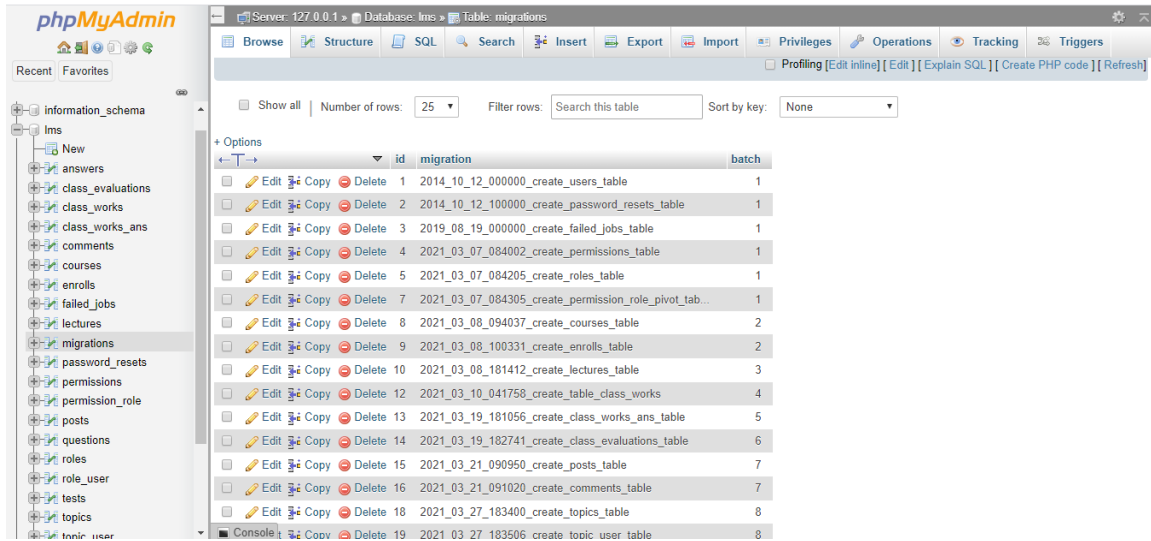 phpMyAdmin
Recent Favorites
information_schema
lms
New
answers
class_evaluations
class_works
class_works_ans
comments
courses
enrolls
failed_jobs
lectures
migrations
password_resets
permissions
permission_role
posts
questions
roles
role_user
tests
topics
topic_user
Server: 127.0.0.1 » Database: lms » Table: migrations
Browse Structure SQL Search Insert Export Import Privileges Operations Tracking Triggers
Profiling [Edit inline] [ Edit ] [ Explain SQL ] [ Create PHP code ] [ Refresh]
Show all | Number of rows: 25 Filter rows: Search this table Sort by key: None
+ Options
←T→ id migration batch
Edit Copy Delete 1 2014_10_12_000000_create_users_table 1
Edit Copy Delete 2 2014_10_12_100000_create_password_resets_table 1
Edit Copy Delete 3 2019_08_19_000000_create_failed_jobs_table 1
Edit Copy Delete 4 2021_03_07_084002_create_permissions_table 1
Edit Copy Delete 5 2021_03_07_084205_create_roles_table 1
Edit Copy Delete 7 2021_03_07_084305_create_permission_role_pivot_tab... 1
Edit Copy Delete 8 2021_03_08_094037_create_courses_table 2
Edit Copy Delete 9 2021_03_08_100331_create_enrolls_table 2
Edit Copy Delete 10 2021_03_08_181412_create_lectures_table 3
Edit Copy Delete 12 2021_03_10_041758_create_table_class_works 4
Edit Copy Delete 13 2021_03_19_181056_create_class_works_ans_table 5
Edit Copy Delete 14 2021_03_19_182741_create_class_evaluations_table 6
Edit Copy Delete 15 2021_03_21_090950_create_posts_table 7
Edit Copy Delete 16 2021_03_21_091020_create_comments_table 7
Edit Copy Delete 18 2021_03_27_183400_create_topics_table 8
Console t Copy Delete 19 2021_03_27_183506_create_topic_user_table 8